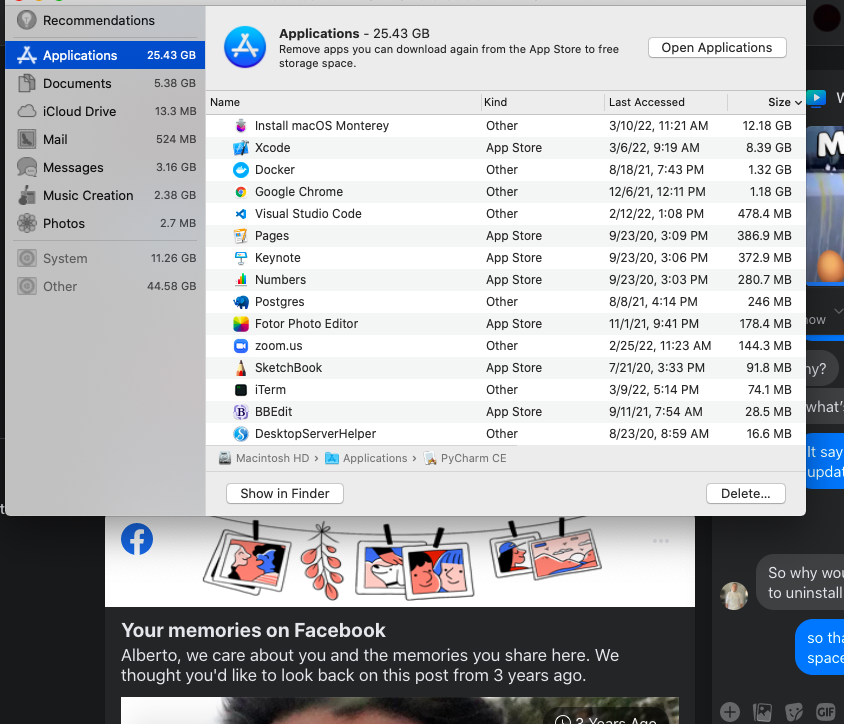 Recommendations
Applications 25.43 GB
Documents 5.38 GB
iCloud Drive 13.3 MB
Mail 524 MB
Messages 3.16 GB
Music Creation 2.38 GB
Photos 2.7 MB
System 11.26 GB
Other 44.58 GB
Applications - 25.43 GB
Remove apps you can download again from the App Store to free
storage space.
Open Applications
Name Kind Last Accessed Size
Install macOS Monterey Other 3/10/22, 11:21 AM 12.18 GB
Xcode App Store 3/6/22, 9:19 AM 8.39 GB
Docker Other 8/18/21, 7:43 PM 1.32 GB
Google Chrome Other 12/6/21, 12:11 PM 1.18 GB
Visual Studio Code Other 2/12/22, 1:08 PM 478.4 MB
Pages App Store 9/23/20, 3:09 PM 386.9 MB
Keynote App Store 9/23/20, 3:06 PM 372.9 MB
Numbers App Store 9/23/20, 3:03 PM 280.7 MB
Postgres Other 8/8/21, 4:14 PM 246 MB
Fotor Photo Editor App Store 11/1/21, 9:41 PM 178.4 MB
zoom.us Other 2/25/22, 11:23 AM 144.3 MB
SketchBook App Store 7/21/20, 3:33 PM 91.8 MB
iTerm Other 3/9/22, 5:14 PM 74.1 MB
BBEdit App Store 9/11/21, 7:54 AM 28.5 MB
DesktopServerHelper Other 8/23/20, 8:59 AM 16.6 MB
Macintosh HD › Applications › PyCharm CE
Show in Finder
Delete...
Your memories on Facebook
Alberto, we care about you and the memories you share here. We
thought you'd like to look back on this post from 3 years ago.
3 Years Ago
what's
It say
So why
to uninstall
so
space
GIF